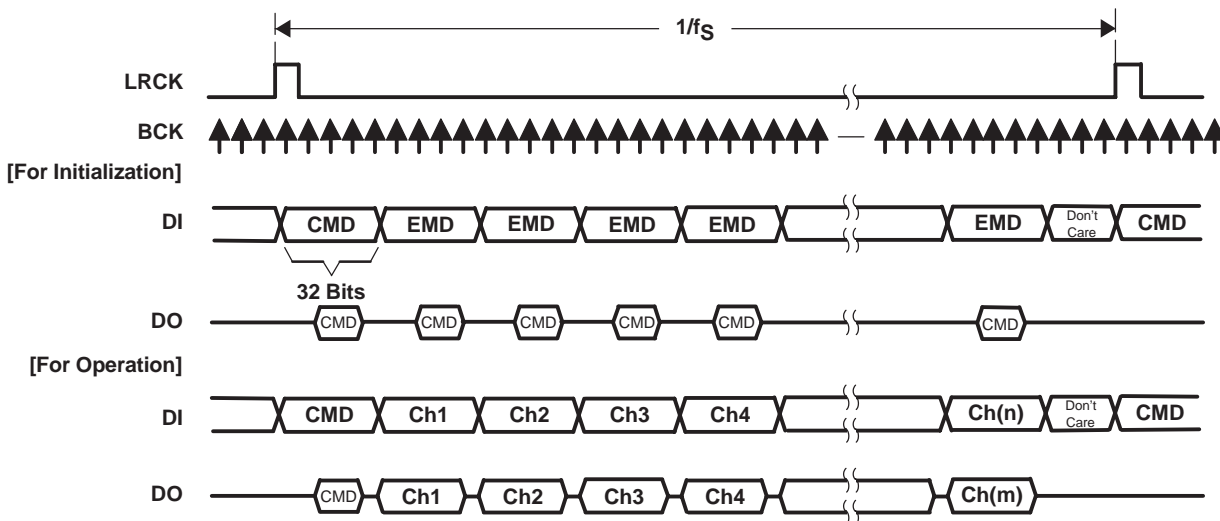 1/fS
LRCK
BCK
[For Initialization]
DI CMD EMD EMD EMD EMD EMD Don't Care CMD
32 Bits
DO CMD CMD CMD CMD CMD CMD
[For Operation]
DI CMD Ch1 Ch2 Ch3 Ch4 Ch(n) Don't Care CMD
DO CMD Ch1 Ch2 Ch3 Ch4 Ch(m)